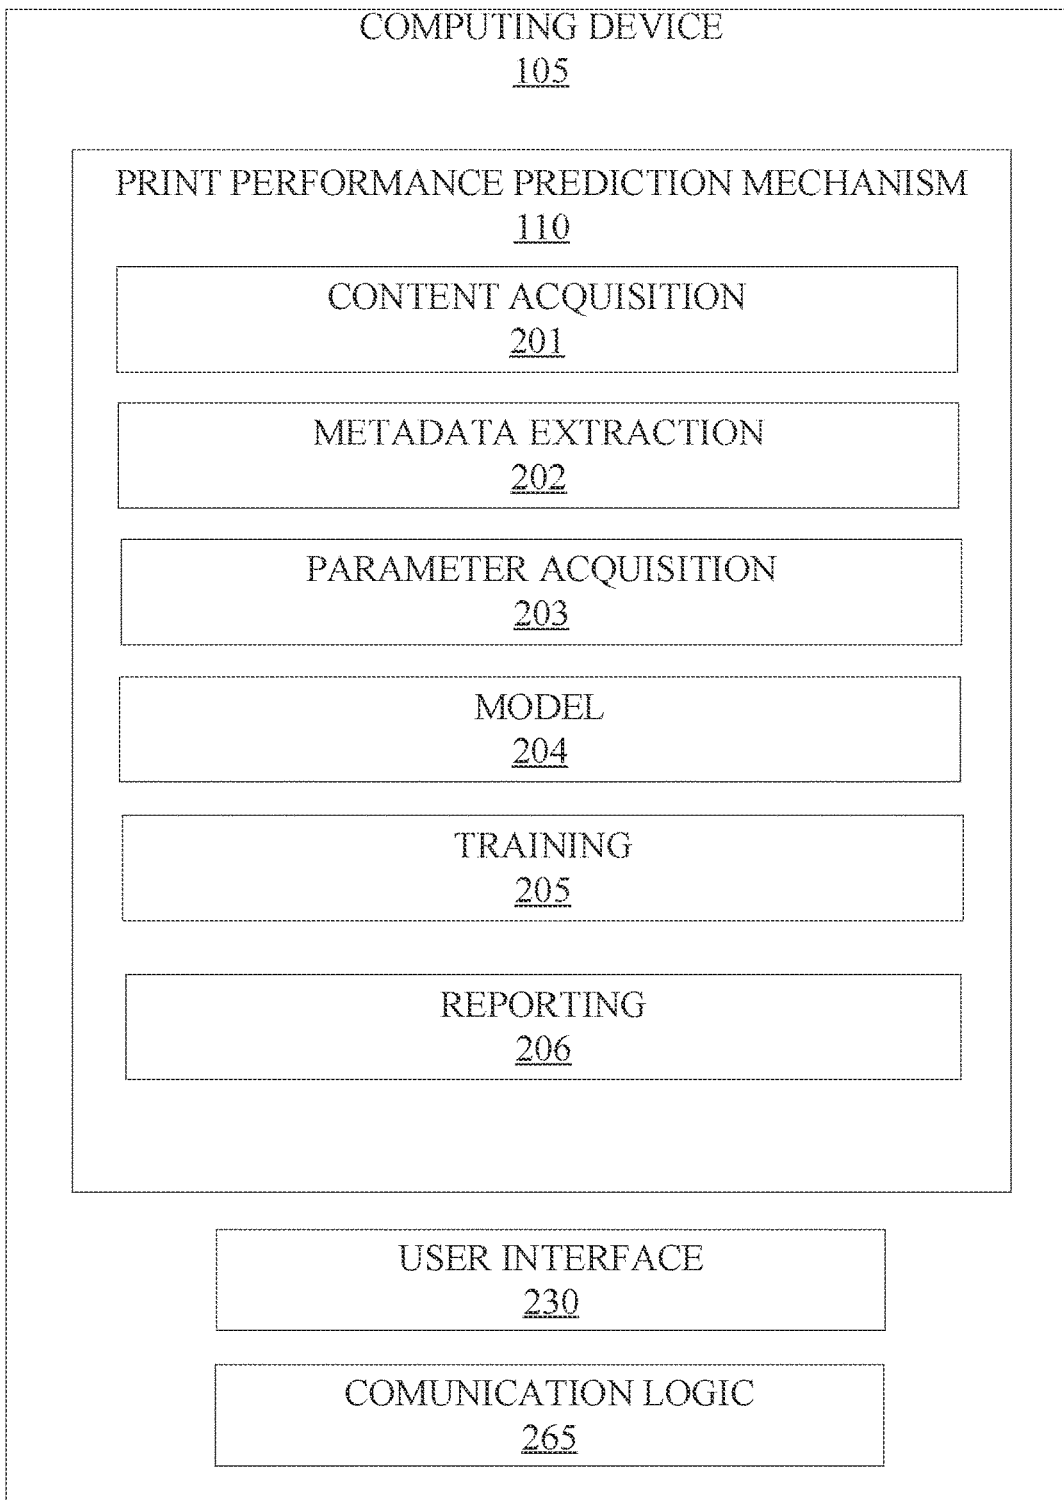 COMPUTING DEVICE
105
PRINT PERFORMANCE PREDICTION MECHANISM
110
CONTENT ACQUISITION
201
METADATA EXTRACTION
202
PARAMETER ACQUISITION
203
MODEL
204
TRAINING
205
REPORTING
206
USER INTERFACE
230
COMUNICATION LOGIC
265